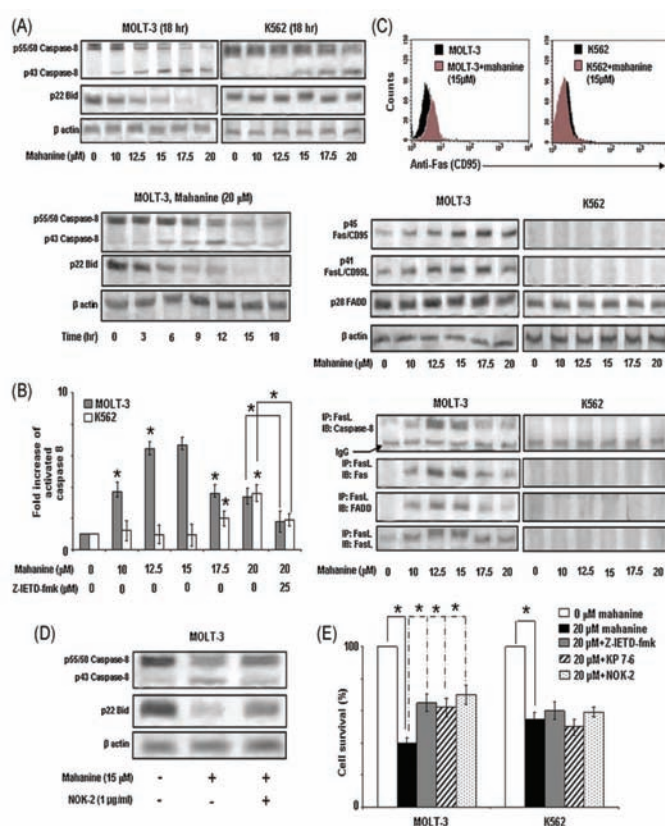 (A)
MOLT-3 (18 hr) K562 (18 hr)
p55/50 Caspase-8
p43 Caspase-8
p22 Bid
β actin
Mahanine (μM) 0 10 12.5 15 17.5 20 0 10 12.5 15 17.5 20
MOLT-3, Mahanine (20 μM)
p55/50 Caspase-8
p43 Caspase-8
p22 Bid
β actin
Time (hr) 0 3 6 9 12 15 18
(B)
MOLT-3
K562
Fold increase of
activated
caspase 8
10
5
0
* * * * * * *
Mahanine (μM) 0 10 12.5 15 17.5 20 20
Z-IETD-fmk (μM) 0 0 0 0 0 0 25
(C)
MOLT-3
MOLT-3+mahanine
(15μM)
K562
K562+mahanine
(15μM)
Counts
Anti-Fas (CD95)
MOLT-3 K562
p45
Fas/CD95
p41
FasL/CD95L
p28 FADD
β actin
Mahanine (μM) 0 10 12.5 15 17.5 20 0 10 12.5 15 17.5 20
MOLT-3 K562
IP: FasL
IB: Caspase-8
IgG
IP: FasL
IB: Fas
IP: FasL
IB: FADD
IP: FasL
IB: FasL
Mahanine (μM) 0 10 12.5 15 17.5 20 0 10 12.5 15 17.5 20
(D)
MOLT-3
p55/50 Caspase-8
p43 Caspase-8
p22 Bid
β actin
Mahanine (15 μM) - + +
NOK-2 (1 μg/ml) - - +
(E)
0 μM mahanine
20 μM mahanine
20 μM+Z-IETD-fmk
20 μM+KP 7-6
20 μM+NOK-2
Cell survival (%)
100
50
0
* * * * *
MOLT-3 K562